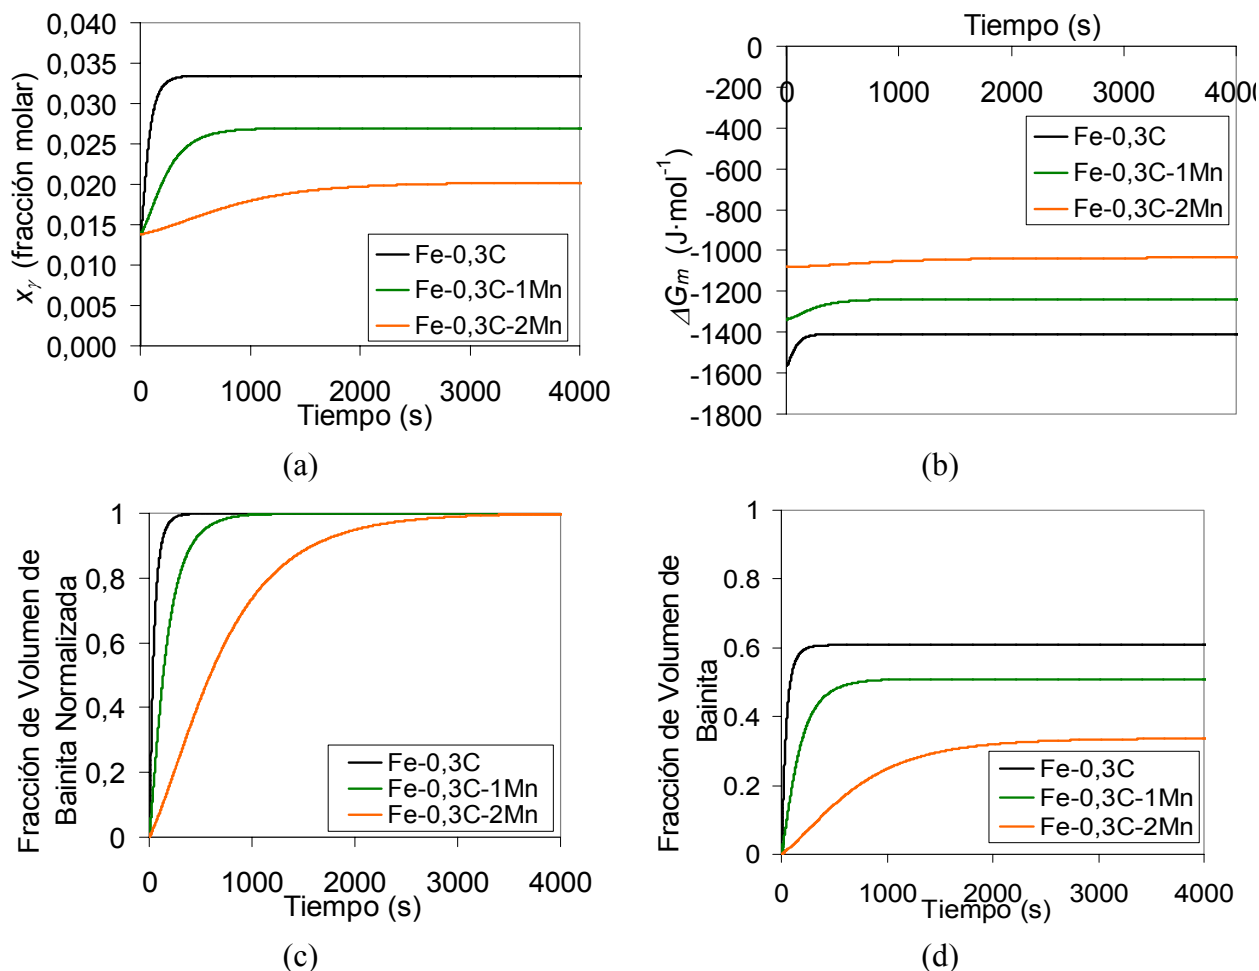 0,040
0,035
0,030
0,025
0,020
0,015
0,010
0,005
0,000
xγ (fracción molar)
0 1000 2000 3000 4000
Tiempo (s)
Fe-0,3C
Fe-0,3C-1Mn
Fe-0,3C-2Mn
(a)
Tiempo (s)
0
-200
-400
-600
-800
-1000
-1200
-1400
-1600
-1800
ΔGm (J·mol⁻¹)
0 1000 2000 3000 4000
Fe-0,3C
Fe-0,3C-1Mn
Fe-0,3C-2Mn
(b)
1
0,8
0,6
0,4
0,2
0
Fracción de Volumen de
Bainita Normalizada
0 1000 2000 3000 4000
Tiempo (s)
Fe-0,3C
Fe-0,3C-1Mn
Fe-0,3C-2Mn
(c)
1
0.8
0.6
0.4
0.2
0
Fracción de Volumen de
Bainita
0 1000 2000 3000 4000
Tiempo (s)
Fe-0,3C
Fe-0,3C-1Mn
Fe-0,3C-2Mn
(d)